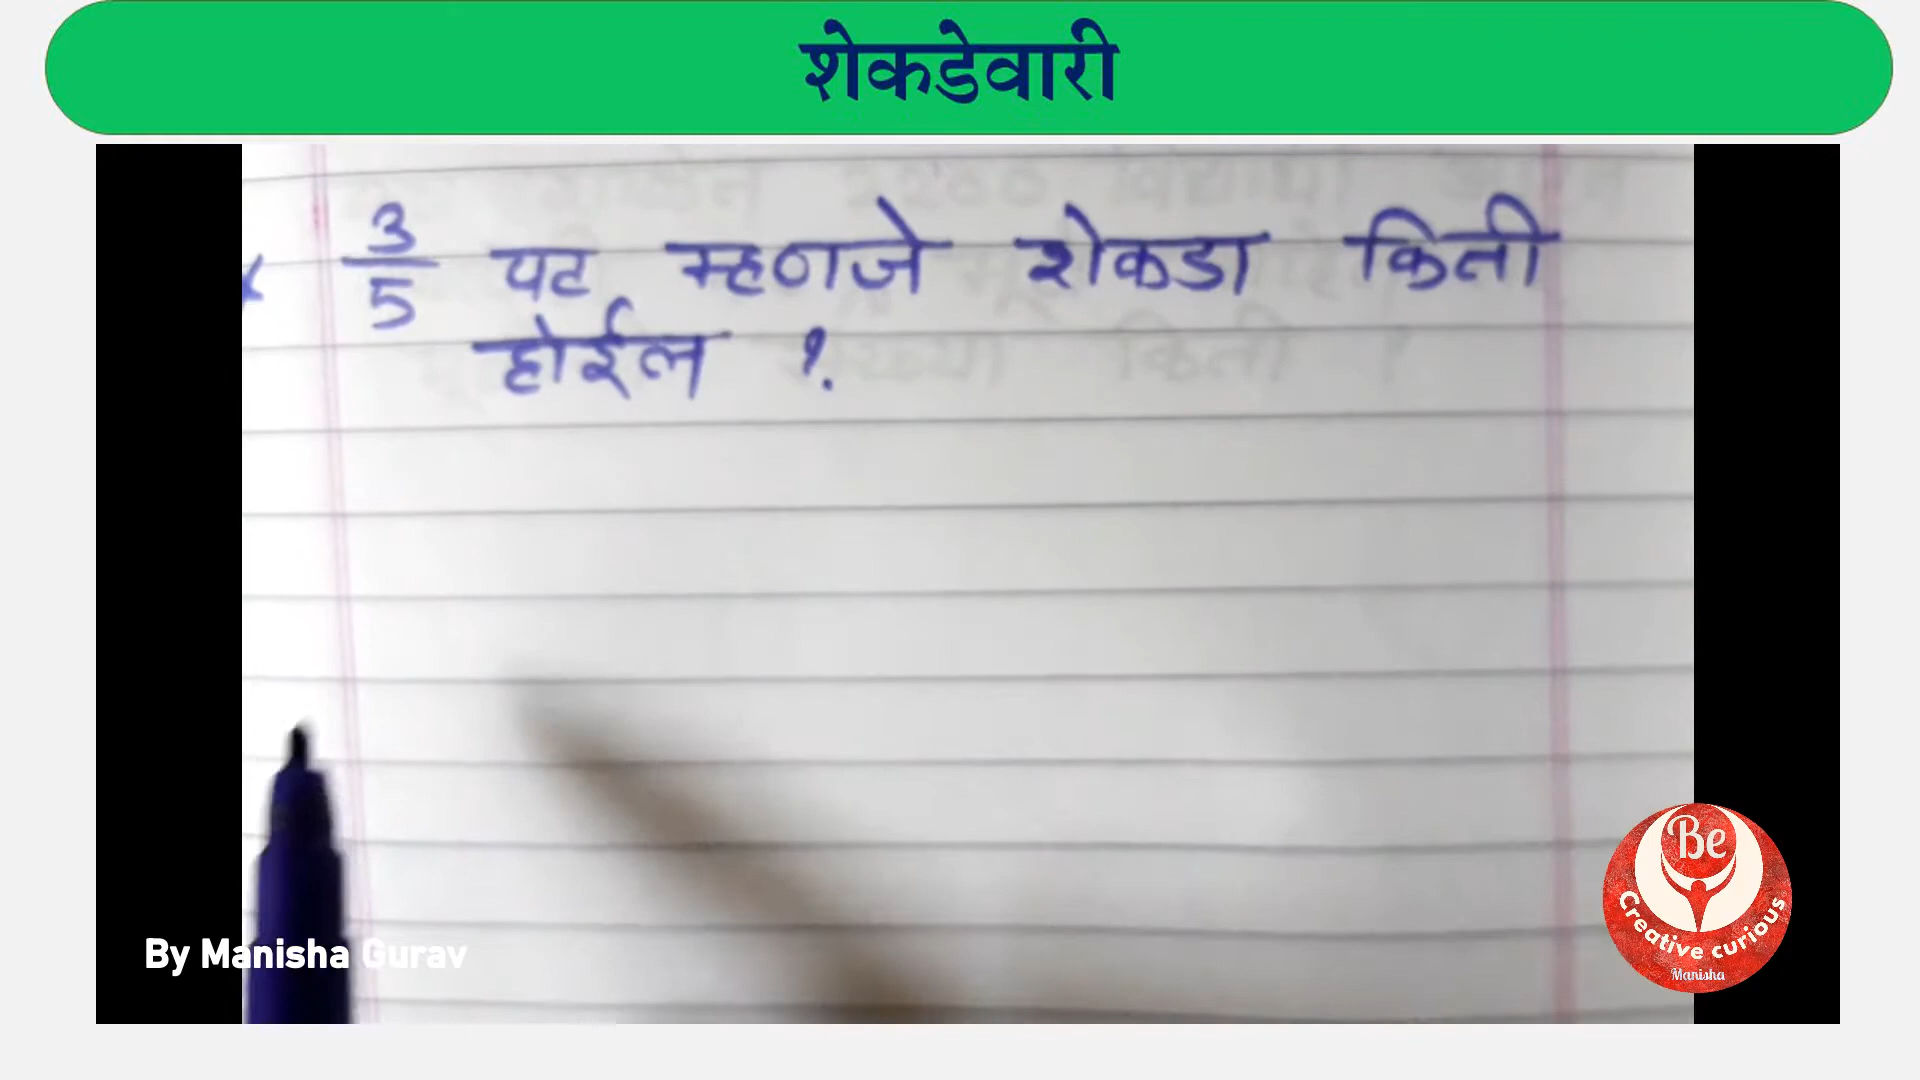 शेकडेवारी
3/5 पट म्हणजे शेकडा किती
होईल ?
By Manisha Gurav
Be
Creative curious
Manisha